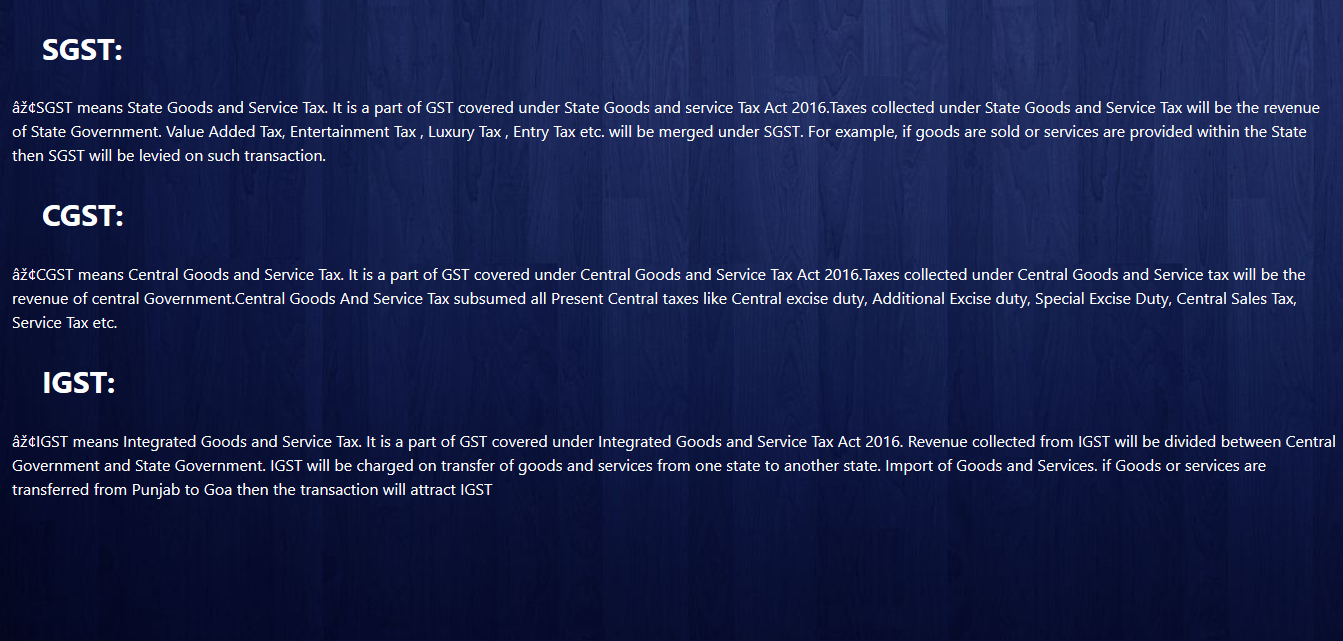 SGST:
âž¢SGST means State Goods and Service Tax. It is a part of GST covered under State Goods and service Tax Act 2016.Taxes collected under State Goods and Service Tax will be the revenue
of State Government. Value Added Tax, Entertainment Tax , Luxury Tax , Entry Tax etc. will be merged under SGST. For example, if goods are sold or services are provided within the State
then SGST will be levied on such transaction.
CGST:
âž¢CGST means Central Goods and Service Tax. It is a part of GST covered under Central Goods and Service Tax Act 2016.Taxes collected under Central Goods and Service tax will be the
revenue of central Government.Central Goods And Service Tax subsumed all Present Central taxes like Central excise duty, Additional Excise duty, Special Excise Duty, Central Sales Tax,
Service Tax etc.
IGST:
âž¢IGST means Integrated Goods and Service Tax. It is a part of GST covered under Integrated Goods and Service Tax Act 2016. Revenue collected from IGST will be divided between Central
Government and State Government. IGST will be charged on transfer of goods and services from one state to another state. Import of Goods and Services. if Goods or services are
transferred from Punjab to Goa then the transaction will attract IGST